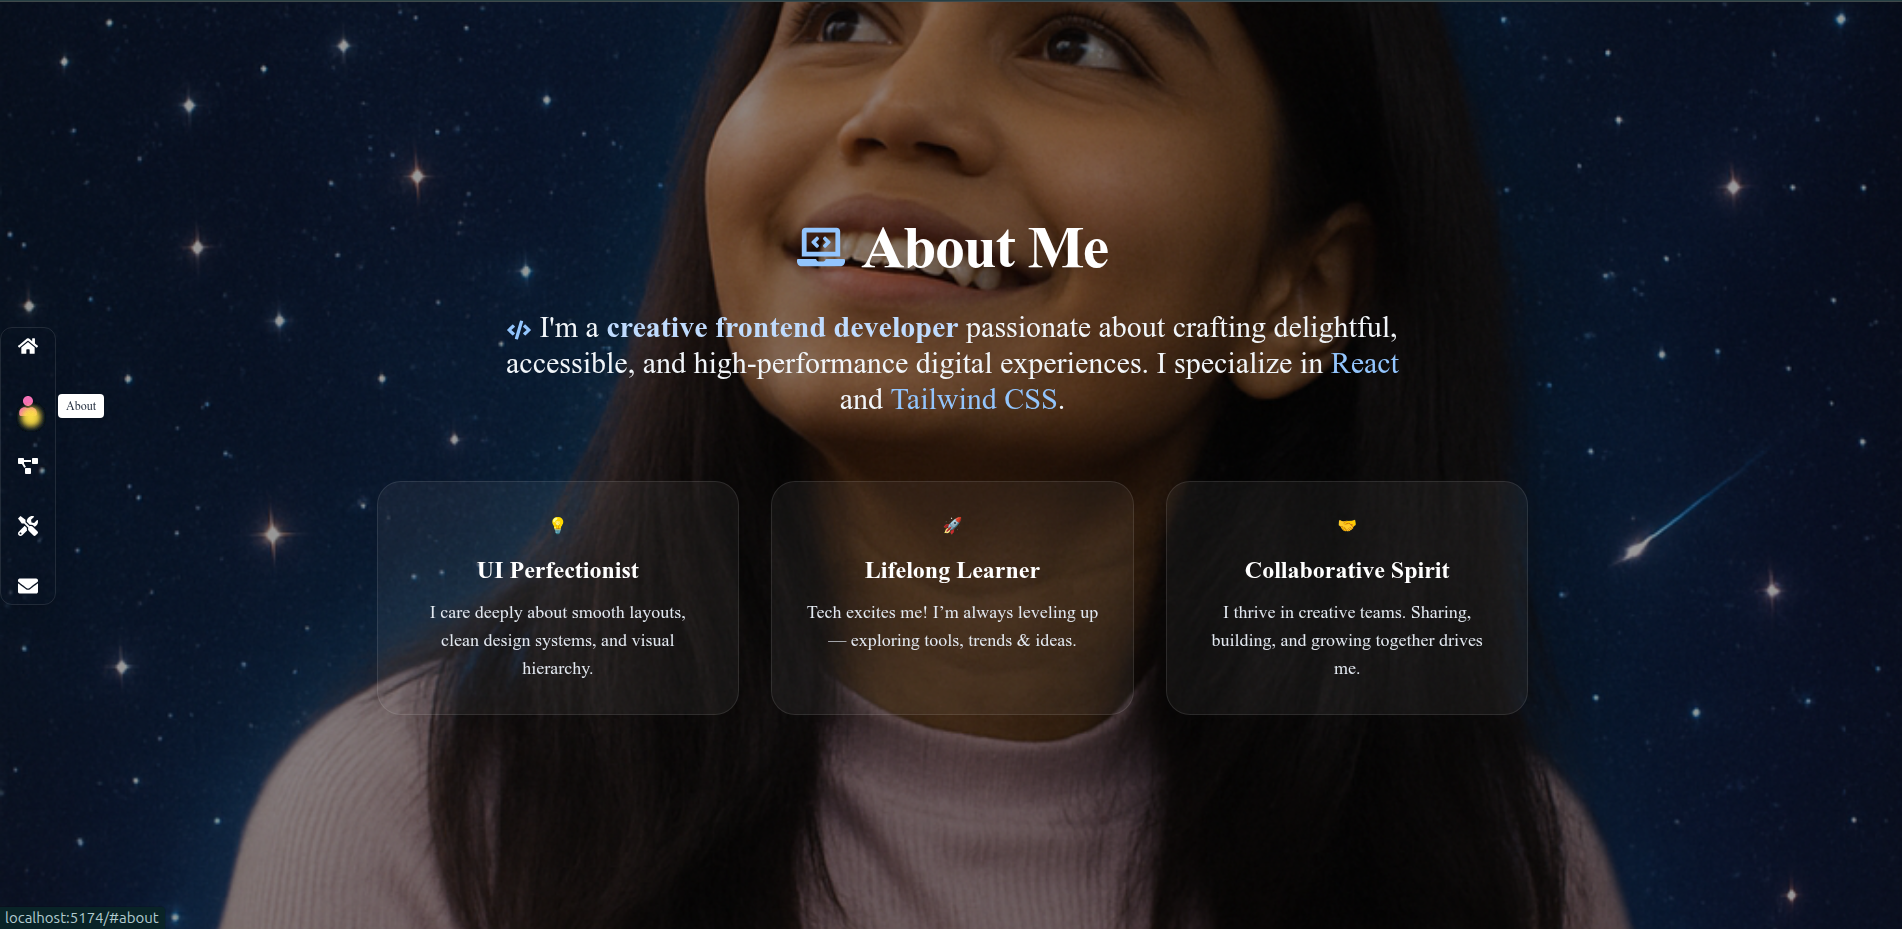 About Me
I'm a creative frontend developer passionate about crafting delightful,
accessible, and high-performance digital experiences. I specialize in React
and Tailwind CSS.
About
UI Perfectionist
I care deeply about smooth layouts,
clean design systems, and visual
hierarchy.
Lifelong Learner
Tech excites me! I’m always leveling up
— exploring tools, trends & ideas.
Collaborative Spirit
I thrive in creative teams. Sharing,
building, and growing together drives
me.
localhost:5174/#about